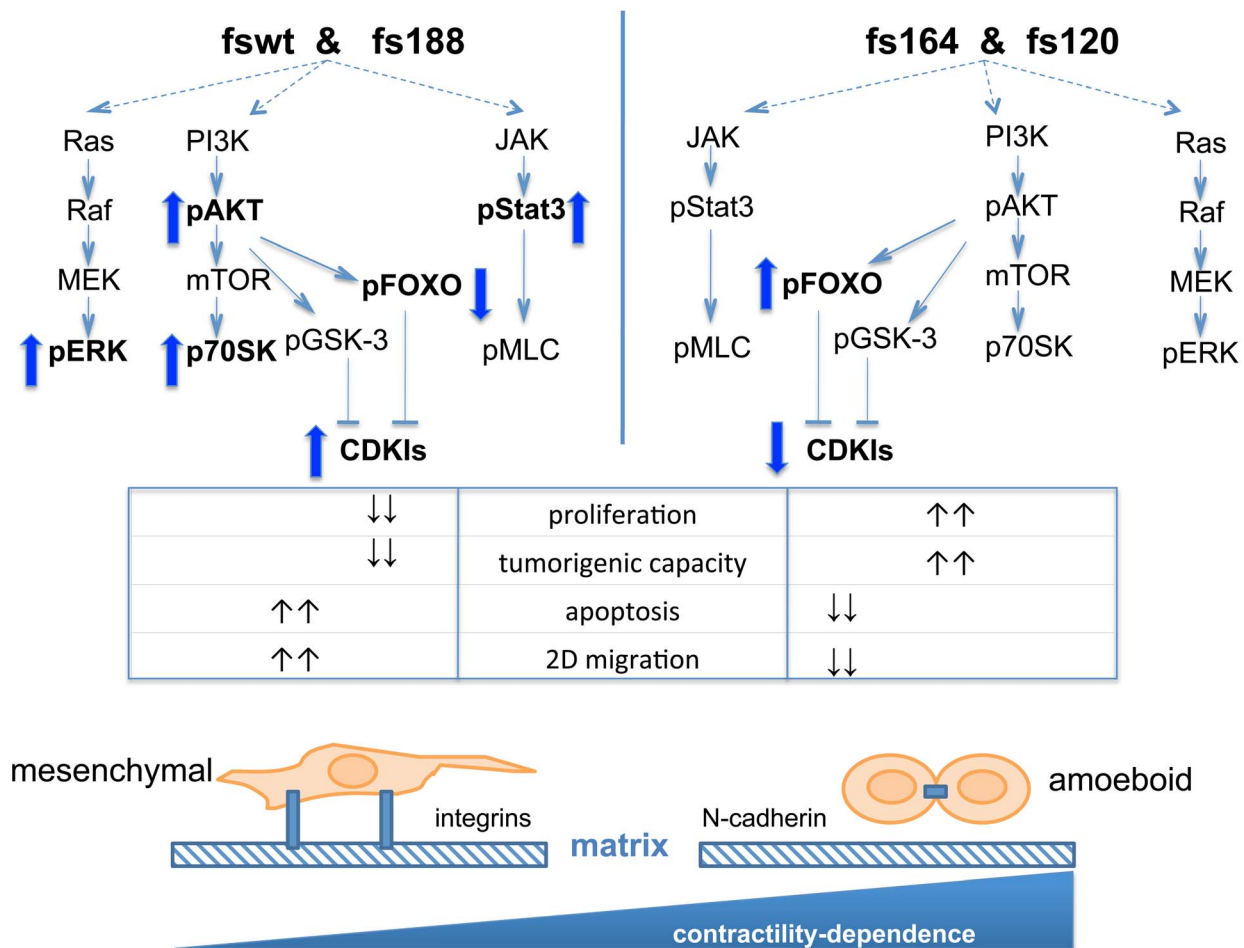 fswt & fs188
fs164 & fs120
Ras PI3K JAK
Raf pAKT pStat3
MEK mTOR pFOXO
pERK p70SK pGSK-3 pMLC
CDKIs
JAK PI3K Ras
pStat3 pAKT Raf
pFOXO mTOR MEK
pMLC pGSK-3 p70SK pERK
CDKIs
↓↓ proliferation ↑↑
↓↓ tumorigenic capacity ↑↑
↑↑ apoptosis ↓↓
↑↑ 2D migration ↓↓
mesenchymal
integrins
matrix
N-cadherin
amoeboid
contractility-dependence